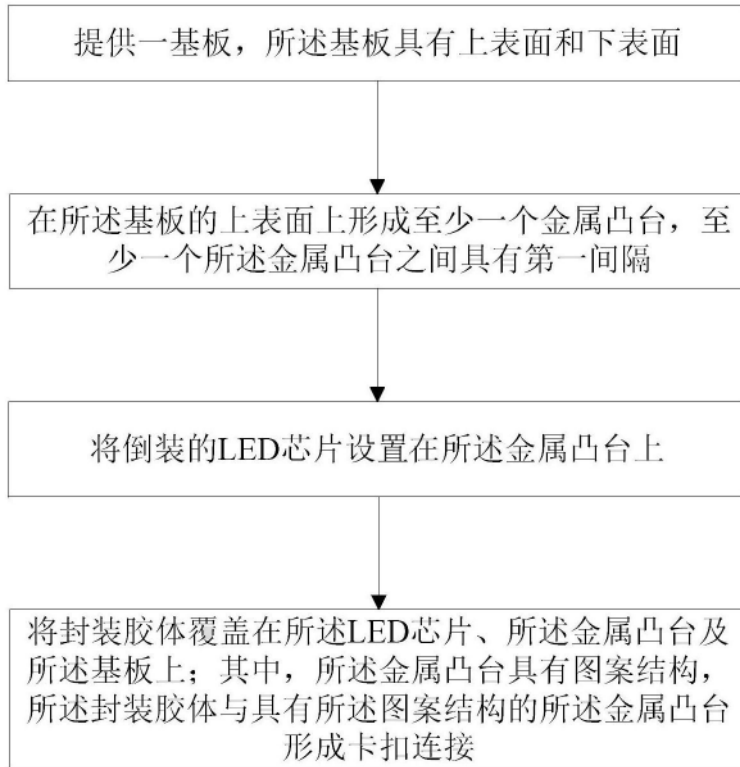 提供一基板，所述基板具有上表面和下表面
在所述基板的上表面上形成至少一个金属凸台，至
少一个所述金属凸台之间具有第一间隔
将倒装的LED芯片设置在所述金属凸台上
将封装胶体覆盖在所述LED芯片、所述金属凸台及
所述基板上；其中，所述金属凸台具有图案结构，
所述封装胶体与具有所述图案结构的所述金属凸台
形成卡扣连接